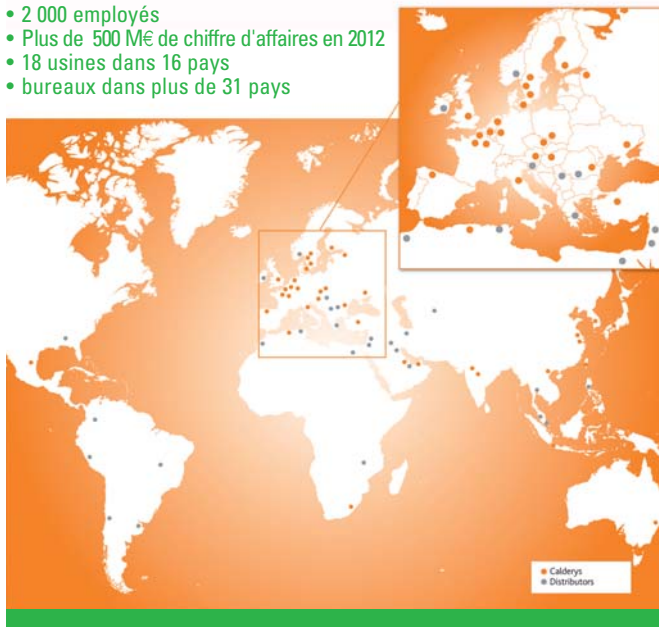 • 2 000 employés
• Plus de 500 M€ de chiffre d'affaires en 2012
• 18 usines dans 16 pays
• bureaux dans plus de 31 pays
Calderys
Distributors